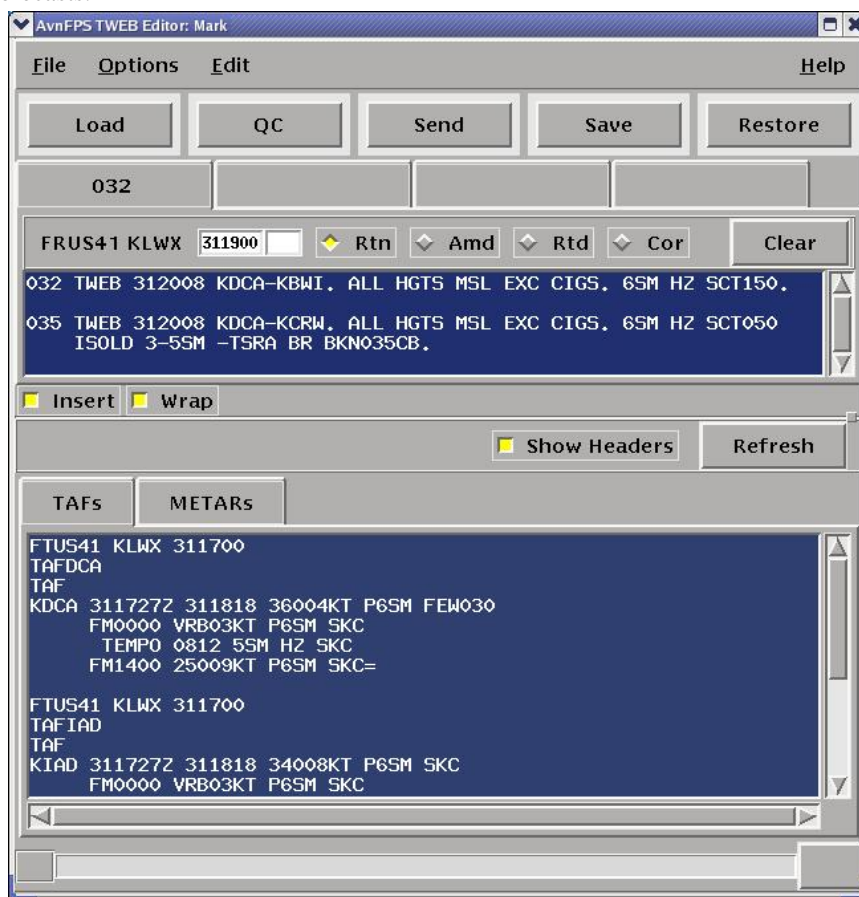 AvnFPS TWEB Editor: Mark
File Options Edit Help
Load QC Send Save Restore
032
FRUS41 KLWX 311900 Rtn Amd Rtd Cor Clear
032 TWEB 312008 KDCA-KBWI. ALL HGTS MSL EXC CIGS. 6SM HZ SCT150.
035 TWEB 312008 KDCA-KCRW. ALL HGTS MSL EXC CIGS. 6SM HZ SCT050
ISOLD 3-5SM -TSRA BR BKN035CB.
Insert Wrap
Show Headers Refresh
TAFs METARs
FTUS41 KLWX 311700
TAFDCA
TAF
KDCA 311727Z 311818 36004KT P6SM FEW030
FM0000 VRB03KT P6SM SKC
TEMPO 0812 5SM HZ SKC
FM1400 25009KT P6SM SKC=
FTUS41 KLWX 311700
TAFIAD
TAF
KIAD 311727Z 311818 34008KT P6SM SKC
FM0000 VRB03KT P6SM SKC